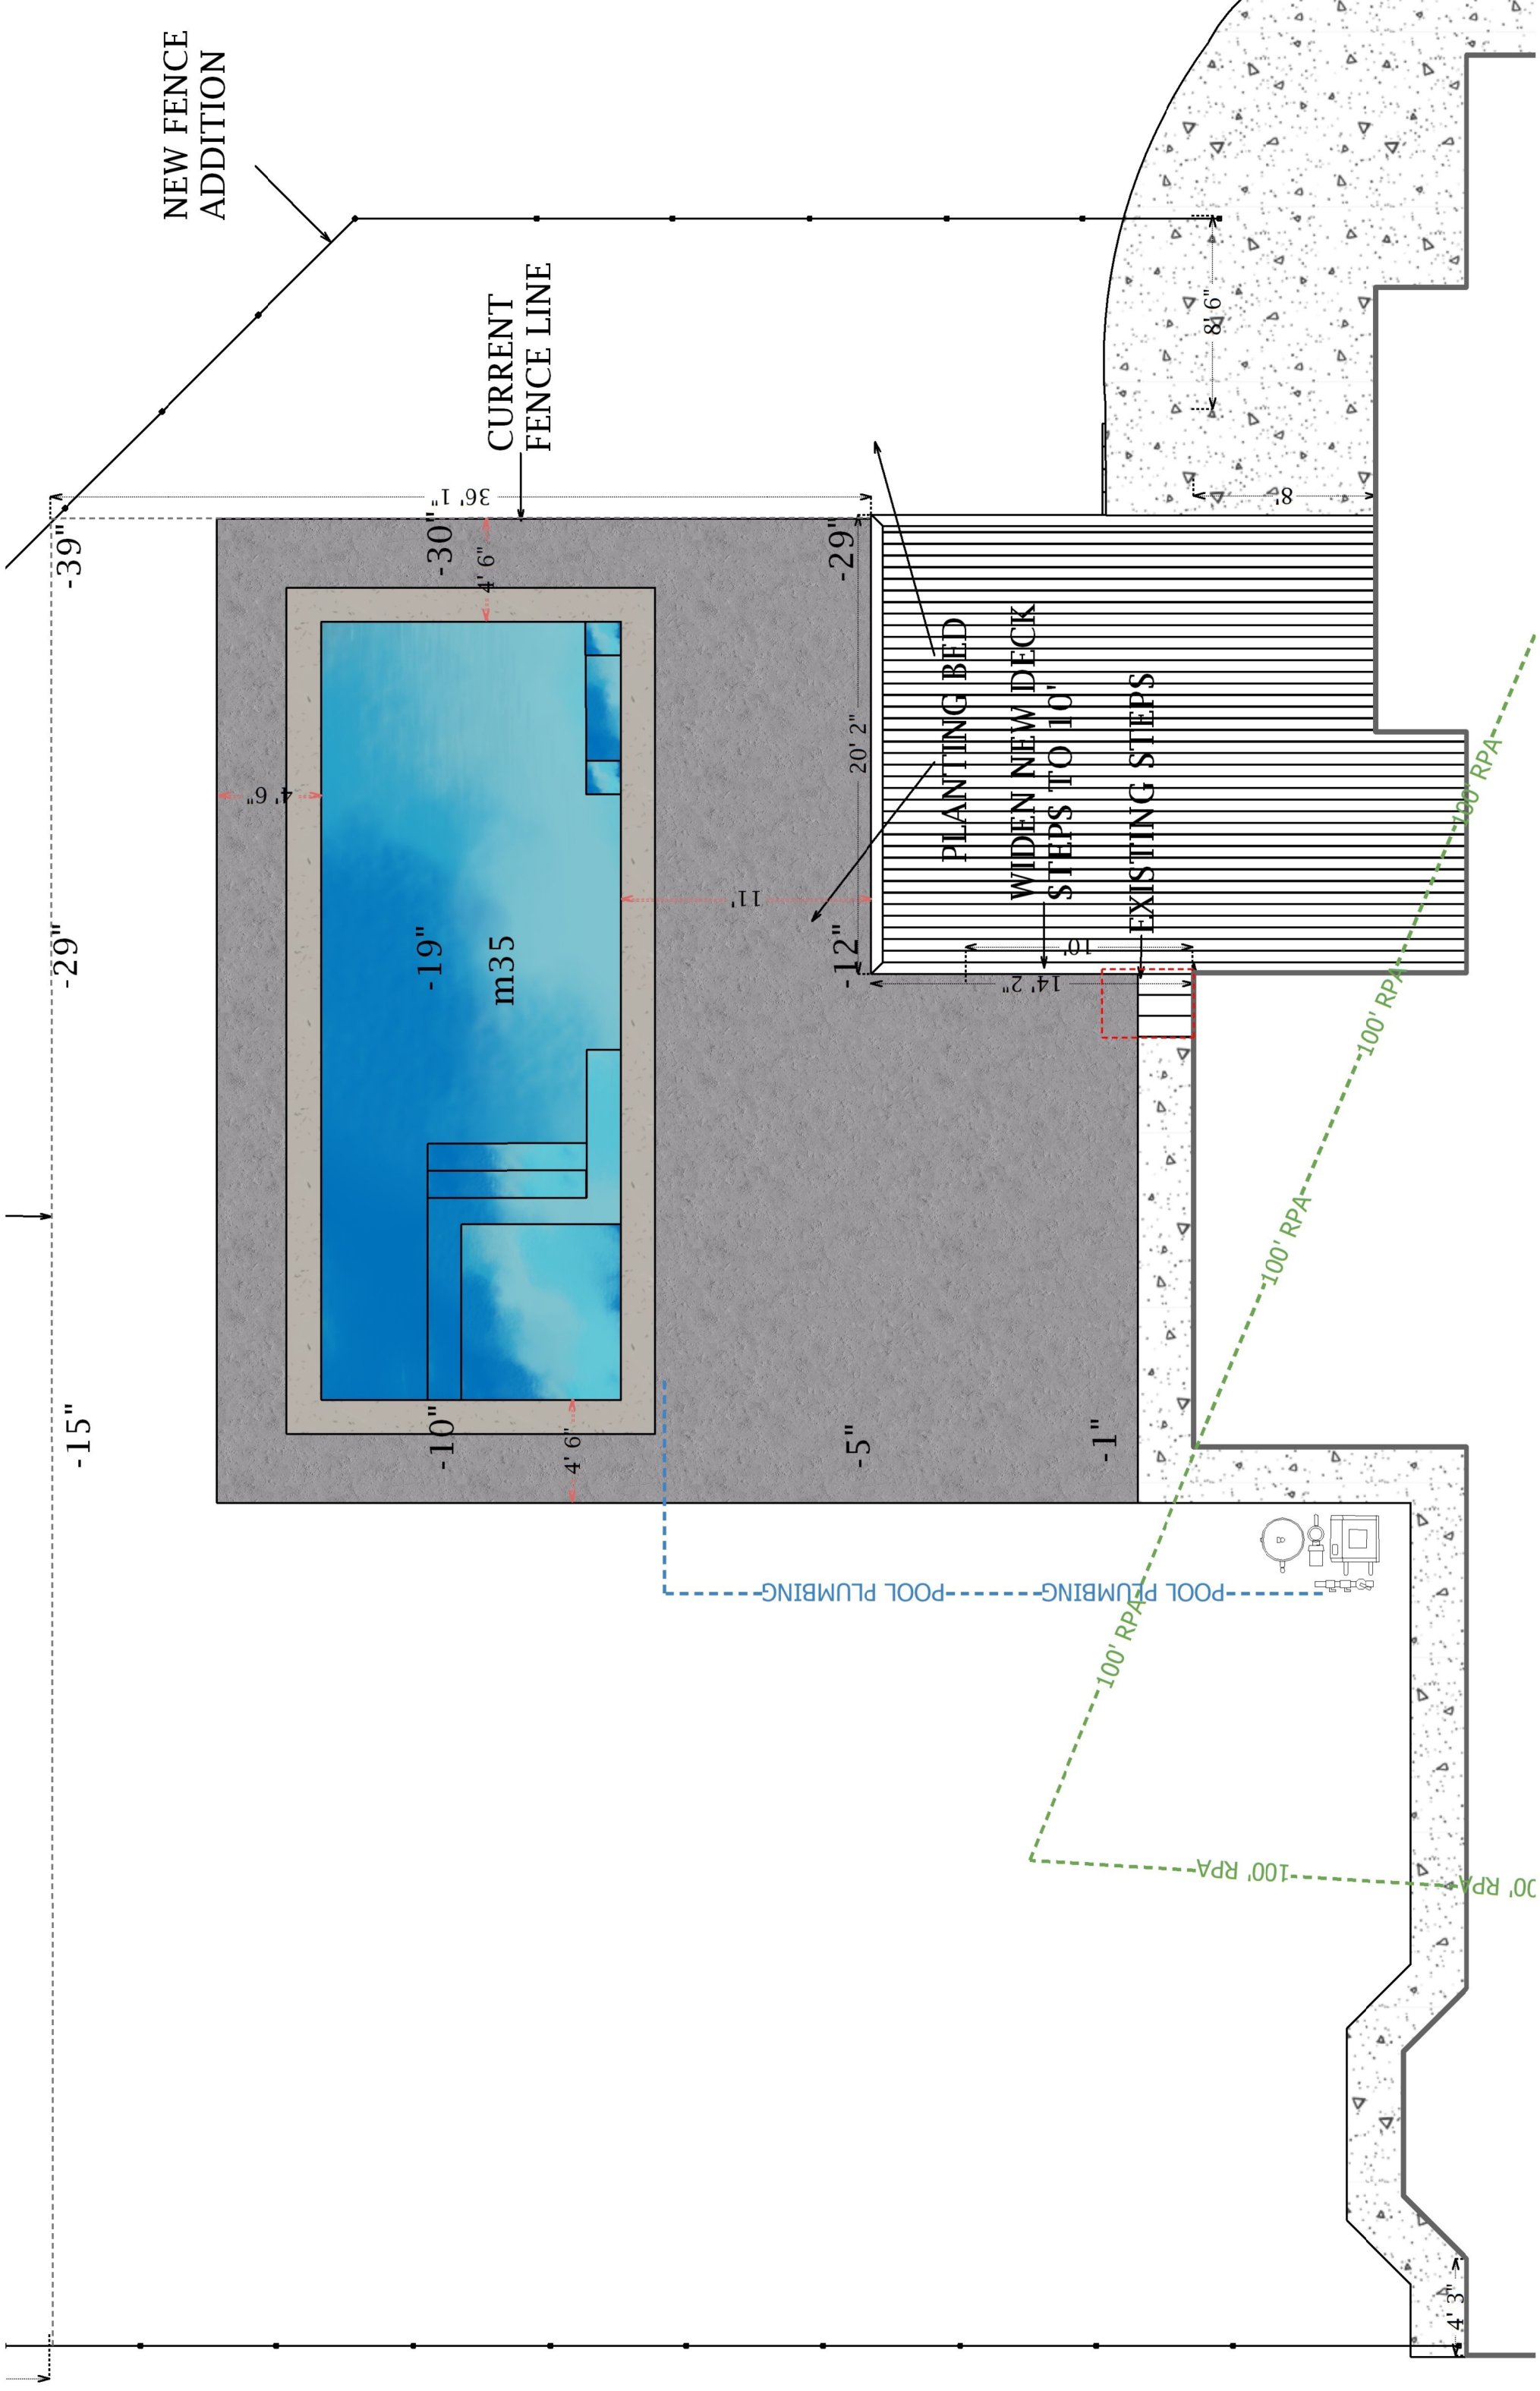 NEW FENCE
ADDITION
CURRENT
FENCE LINE
36' 1"
-39"
-30"
4' 6"
-29"
8' 6"
8'
4' 6"
20' 2"
PLANTING BED
WIDEN NEW DECK
STEPS TO 10'
EXISTING STEPS
11'
-29"
-19"
m35
-12"
10'
14' 2"
100' RPA
100' RPA
100' RPA
100' RPA
-15"
-10"
4' 6"
-5"
-1"
POOL PLUMBING
POOL PLUMBING
100' RPA
4' 3"